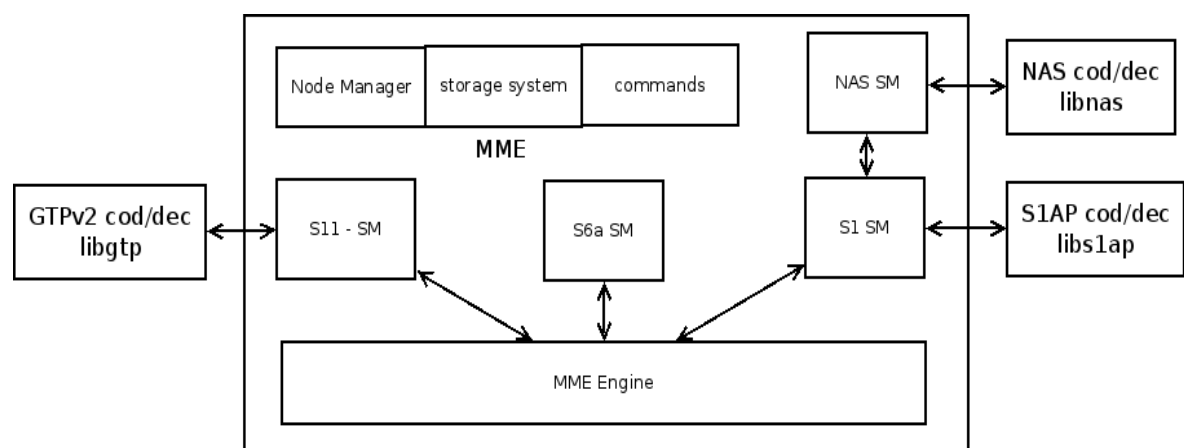 Node Manager
storage system
commands
NAS SM
NAS cod/dec
libnas
MME
GTPv2 cod/dec
libgtp
S11 - SM
S6a SM
S1 SM
S1AP cod/dec
libs1ap
MME Engine